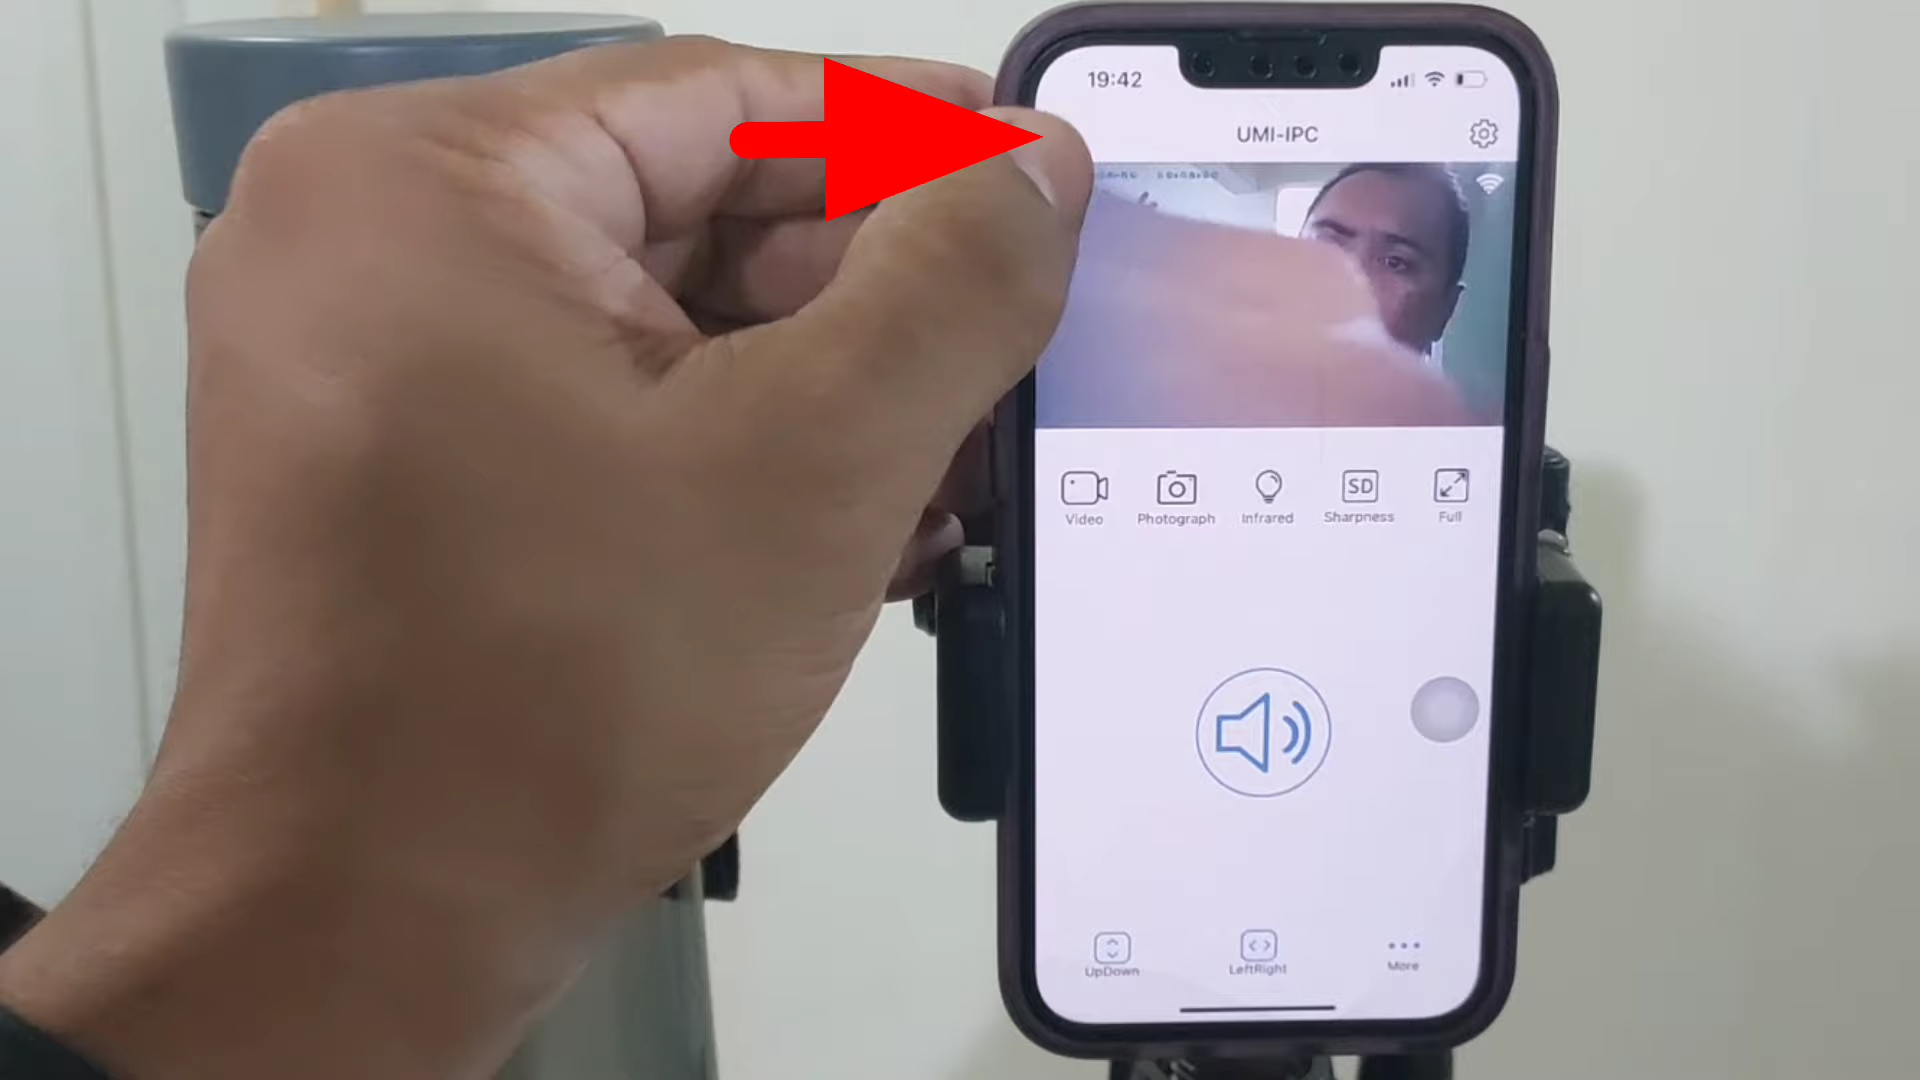 19:42
UMI-IPC
Video
Photograph
Infrared
SD
Sharpness
Full
UpDown
LeftRight
More